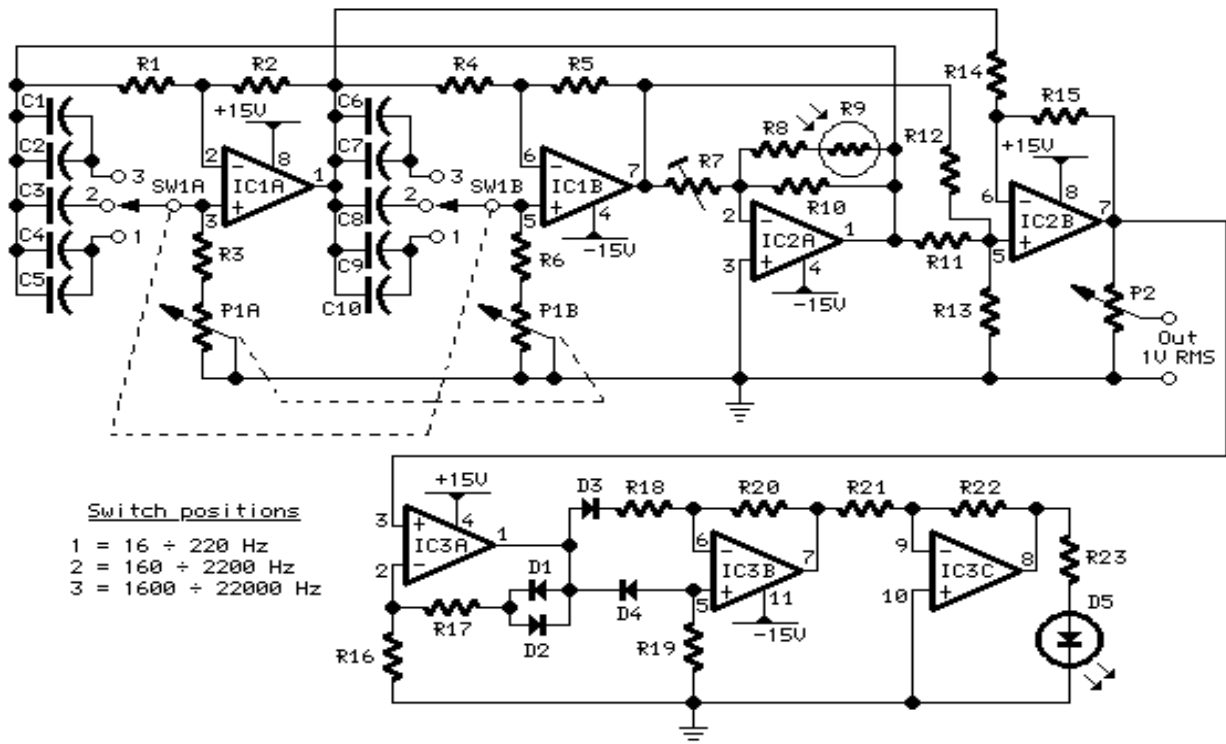 R1
R2
R4
R5
R14
R15
C1
C2
C3
C4
C5
+15V
2
8
IC1A
1
3
3
2
1
SW1A
R3
P1A
C6
C7
C8
C9
C10
6
IC1B
7
5
4
-15V
3
2
1
SW1B
R6
P1B
R7
R8
R9
R10
2
IC2A
1
3
4
-15V
R12
R11
R13
+15V
6
8
IC2B
7
5
P2
Out
1V RMS
Switch positions
1 = 16 ÷ 220 Hz
2 = 160 ÷ 2200 Hz
3 = 1600 ÷ 22000 Hz
+15V
3
4
IC3A
1
2
D3
R18
R20
R21
R22
D1
D2
R17
R16
D4
R19
6
IC3B
7
5
11
-15V
9
IC3C
8
10
R23
D5